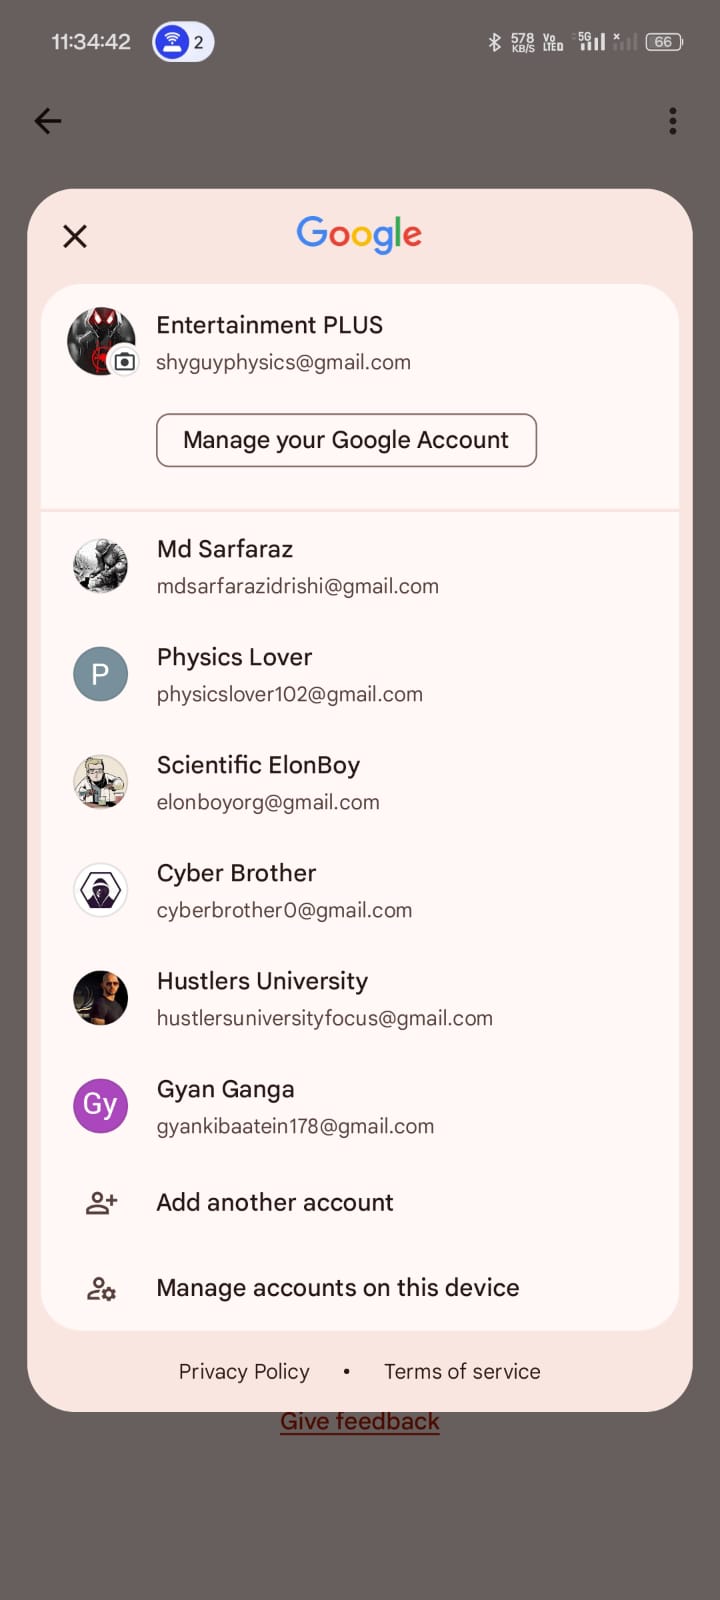 11:34:42
2
578 KB/S
Vo LTED
5G
66
Google
Entertainment PLUS
shyguyphysics@gmail.com
Manage your Google Account
Md Sarfaraz
mdsarfarazidrishi@gmail.com
P
Physics Lover
physicslover102@gmail.com
Scientific ElonBoy
elonboyorg@gmail.com
Cyber Brother
cyberbrother0@gmail.com
Hustlers University
hustlersuniversityfocus@gmail.com
Gy
Gyan Ganga
gyankibaatein178@gmail.com
Add another account
Manage accounts on this device
Privacy Policy • Terms of service
Give feedback